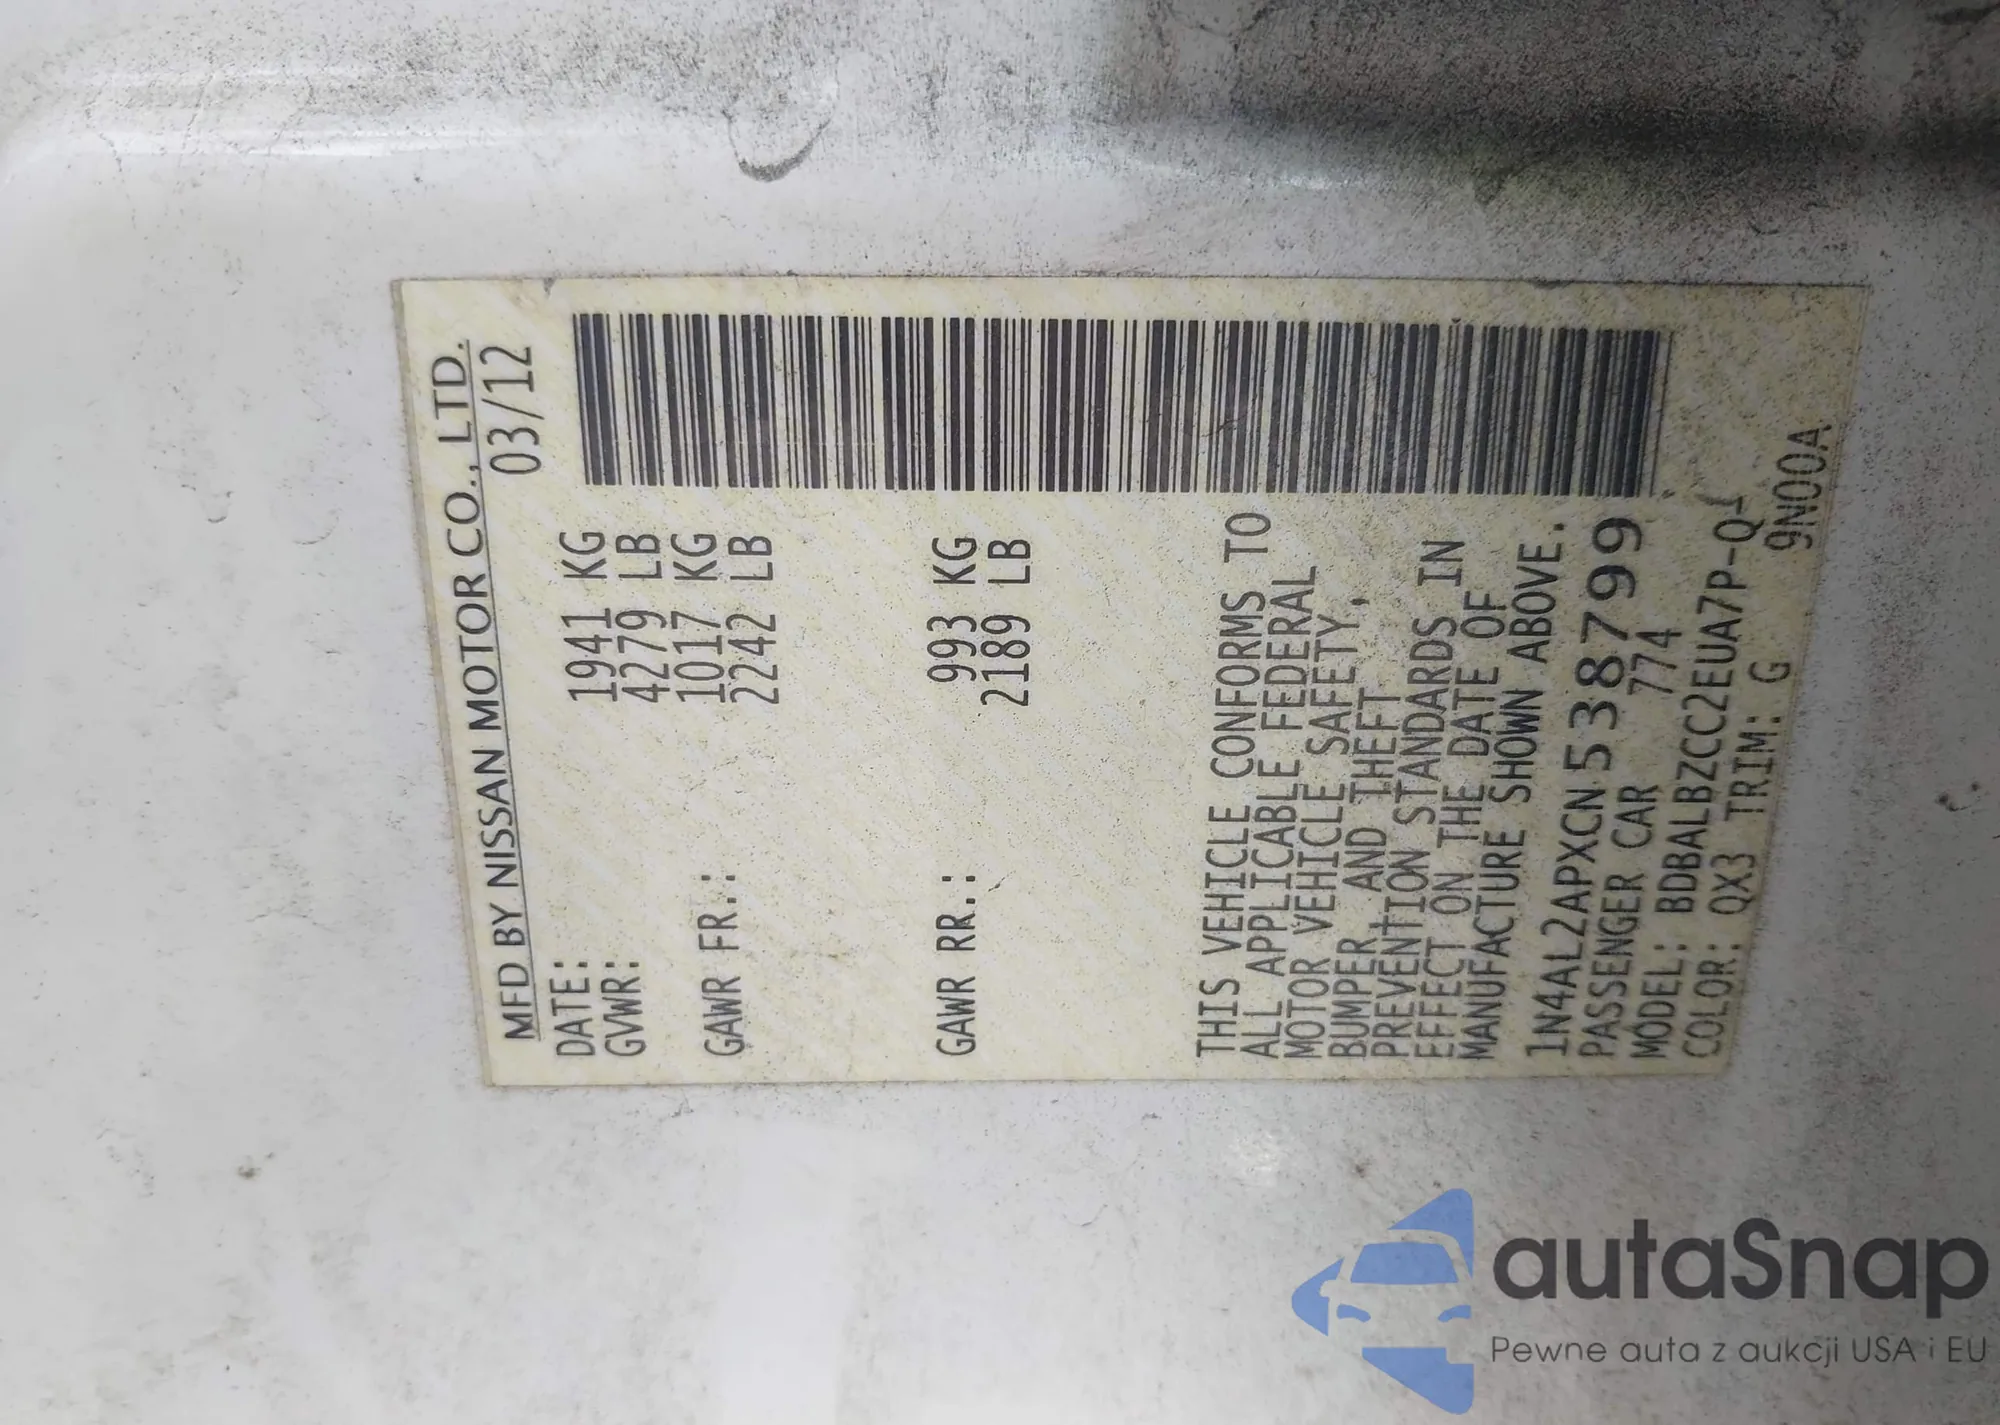 MFD BY NISSAN MOTOR CO., LTD.
DATE: 03/12
GVWR: 1941 KG
4279 LB
GAWR FR.: 1017 KG
2242 LB
GAWR RR.: 993 KG
2189 LB
THIS VEHICLE CONFORMS TO
ALL APPLICABLE FEDERAL
MOTOR VEHICLE SAFETY,
BUMPER AND THEFT
PREVENTION STANDARDS IN
EFFECT ON THE DATE OF
MANUFACTURE SHOWN ABOVE.
1N4AL2APXCN538799
PASSENGER CAR 774
MODEL: BDBALBZCC2EUA7P-Q-J
COLOR: QX3 TRIM: G 9N00A
autaSnap
Pewne auta z aukcji USA i EU